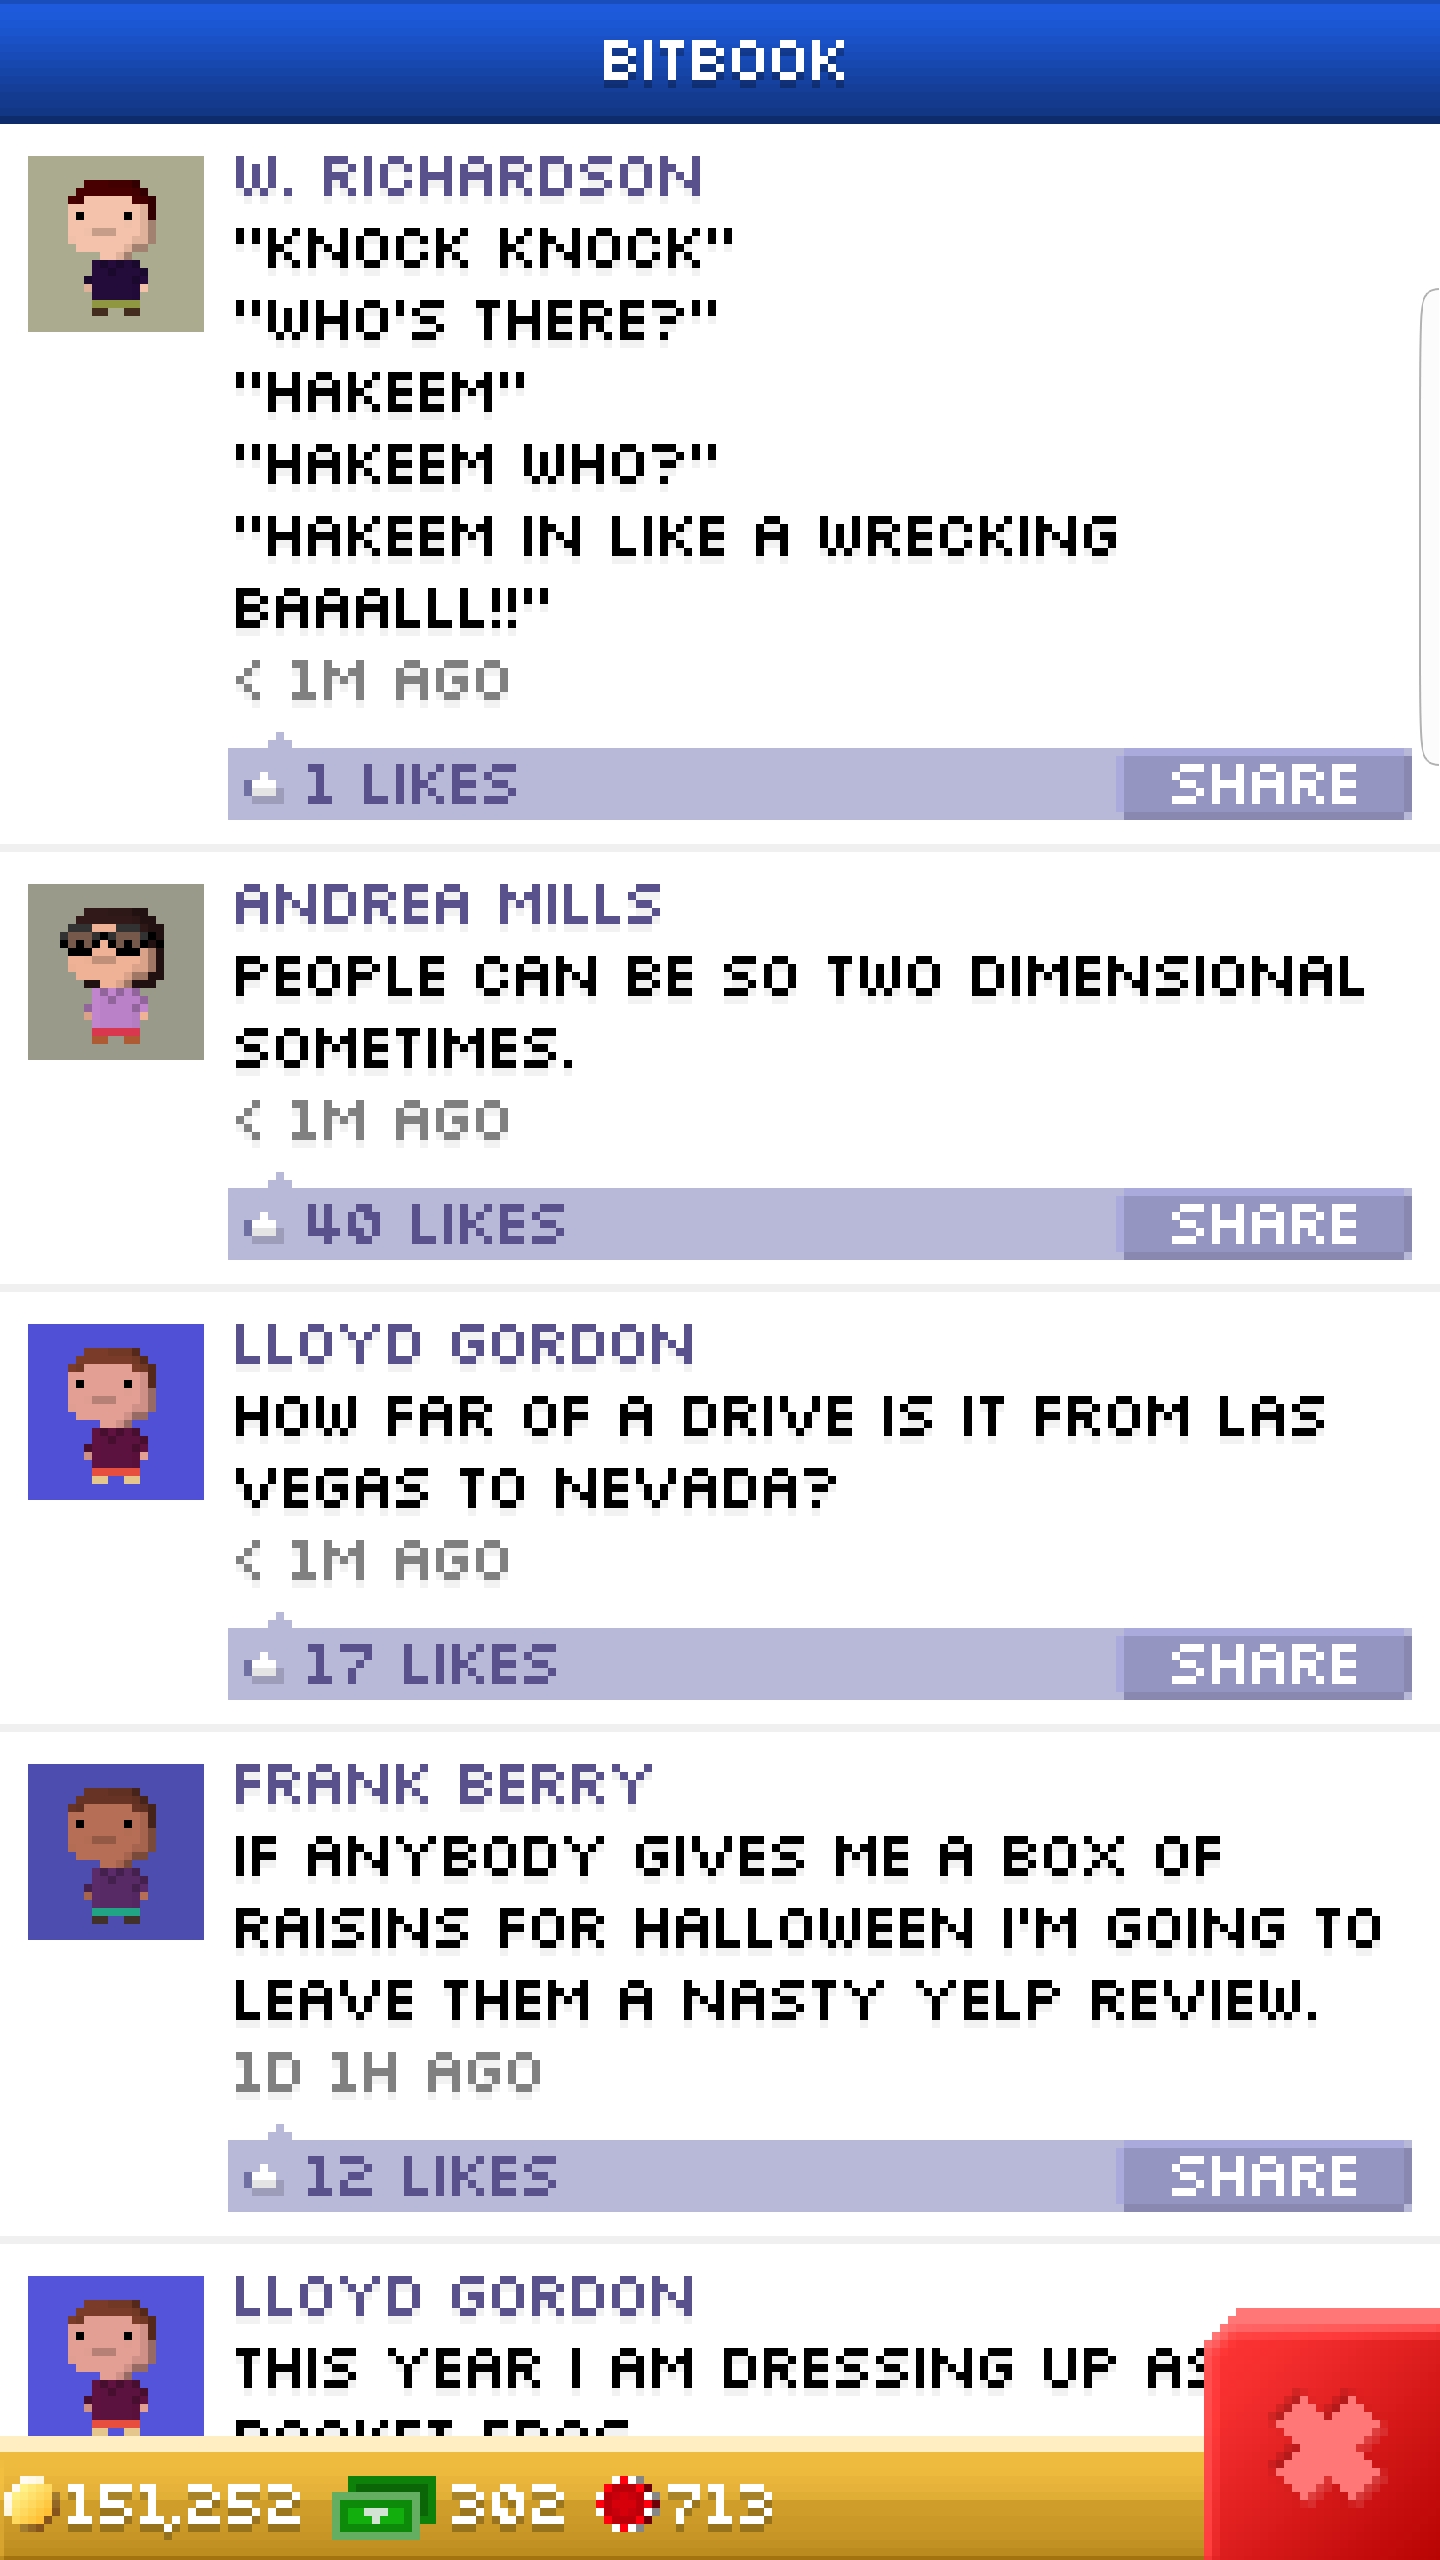 BITBOOK
W. RICHARDSON
"KNOCK KNOCK"
"WHO'S THERE?"
"HAKEEM"
"HAKEEM WHO?"
"HAKEEM IN LIKE A WRECKING
BAAALLL!!"
< 1M AGO
1 LIKES SHARE
ANDREA MILLS
PEOPLE CAN BE SO TWO DIMENSIONAL
SOMETIMES.
< 1M AGO
40 LIKES SHARE
LLOYD GORDON
HOW FAR OF A DRIVE IS IT FROM LAS
VEGAS TO NEVADA?
< 1M AGO
17 LIKES SHARE
FRANK BERRY
IF ANYBODY GIVES ME A BOX OF
RAISINS FOR HALLOWEEN I'M GOING TO
LEAVE THEM A NASTY YELP REVIEW.
1D 1H AGO
12 LIKES SHARE
LLOYD GORDON
THIS YEAR I AM DRESSING UP AS
151,252 302 713